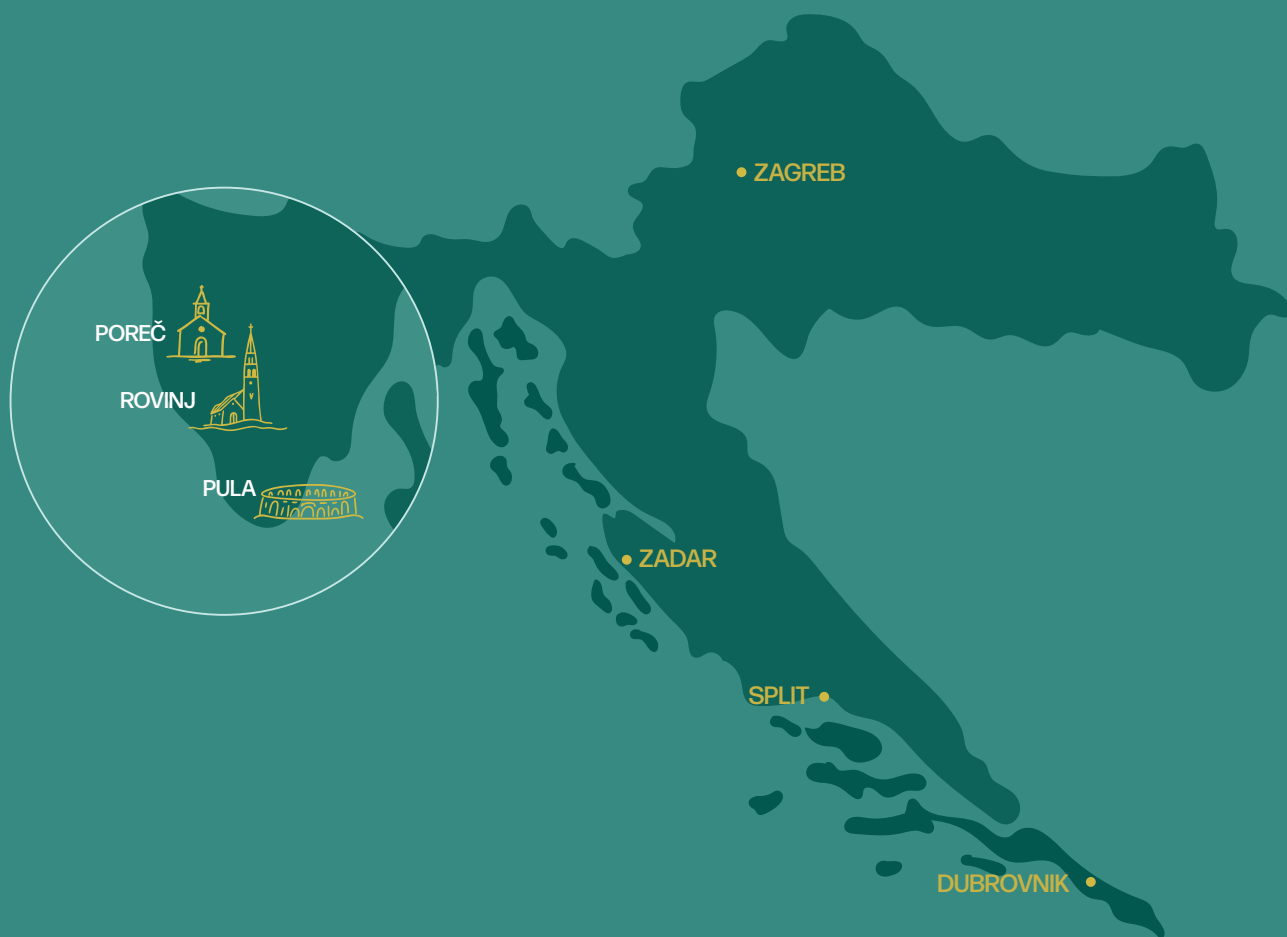 ZAGREB
POREČ
ROVINJ
PULA
ZADAR
SPLIT
DUBROVNIK